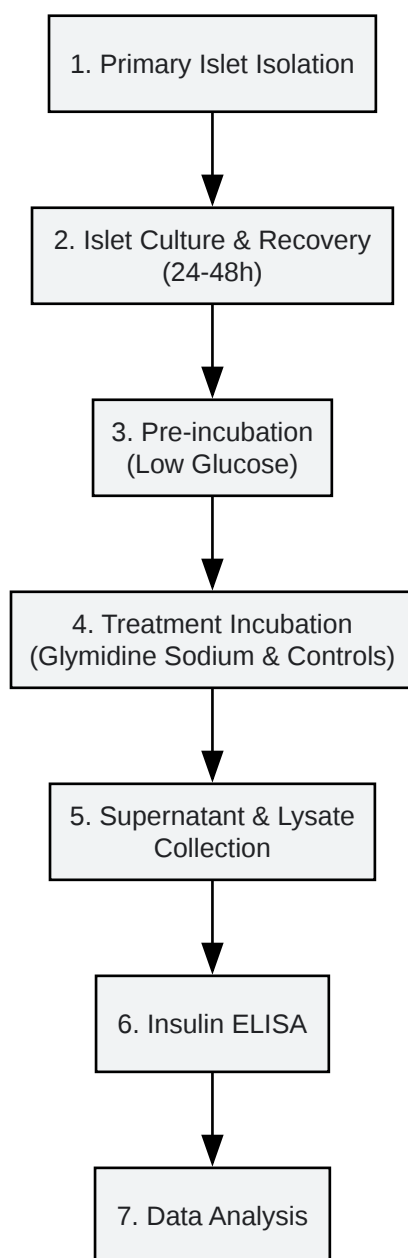 1. Primary Islet Isolation
2. Islet Culture & Recovery
(24-48h)
3. Pre-incubation
(Low Glucose)
4. Treatment Incubation
(Glymidine Sodium & Controls)
5. Supernatant & Lysate
Collection
6. Insulin ELISA
7. Data Analysis